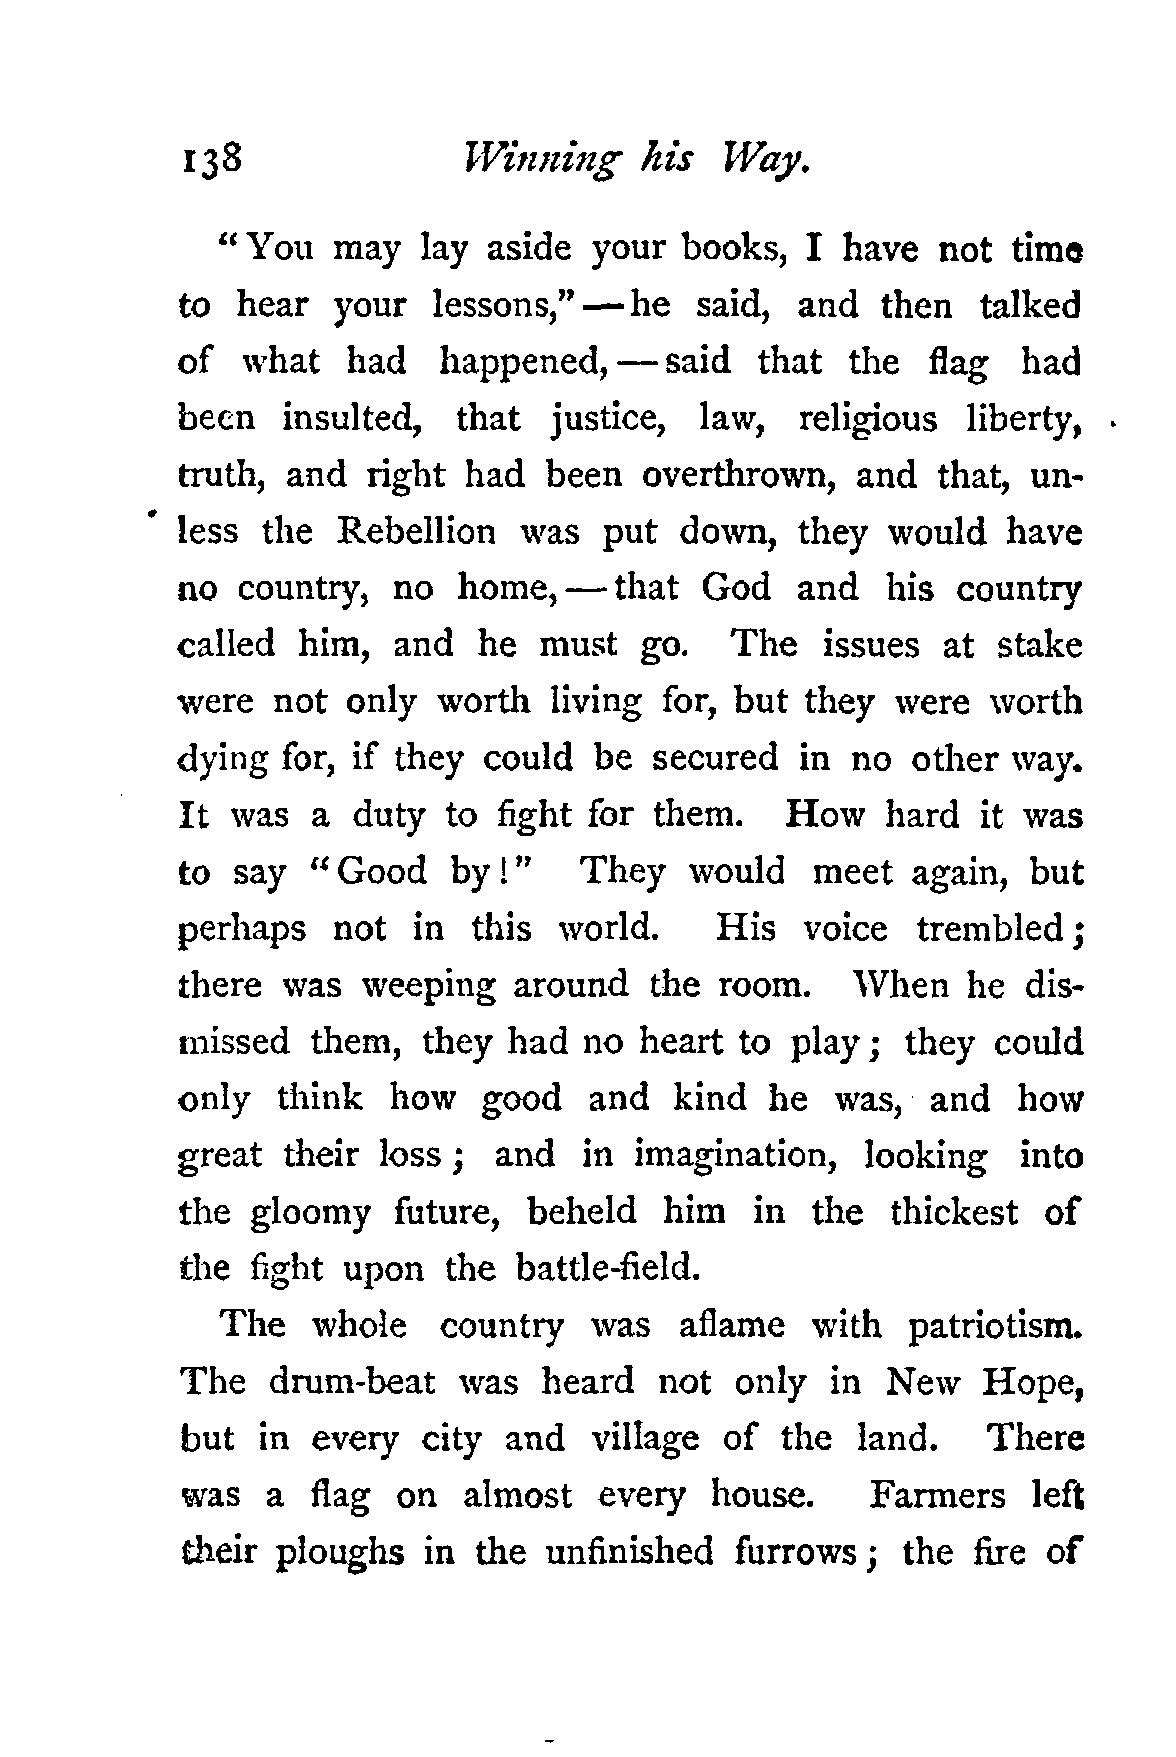 138 Winning his Way.
"You may lay aside your books, I have not time
to hear your lessons,"—he said, and then talked
of what had happened,—said that the flag had
been insulted, that justice, law, religious liberty,
truth, and right had been overthrown, and that, un-
less the Rebellion was put down, they would have
no country, no home,—that God and his country
called him, and he must go. The issues at stake
were not only worth living for, but they were worth
dying for, if they could be secured in no other way.
It was a duty to fight for them. How hard it was
to say "Good by!" They would meet again, but
perhaps not in this world. His voice trembled;
there was weeping around the room. When he dis-
missed them, they had no heart to play; they could
only think how good and kind he was, and how
great their loss; and in imagination, looking into
the gloomy future, beheld him in the thickest of
the fight upon the battle-field.
The whole country was aflame with patriotism.
The drum-beat was heard not only in New Hope,
but in every city and village of the land. There
was a flag on almost every house. Farmers left
their ploughs in the unfinished furrows; the fire of